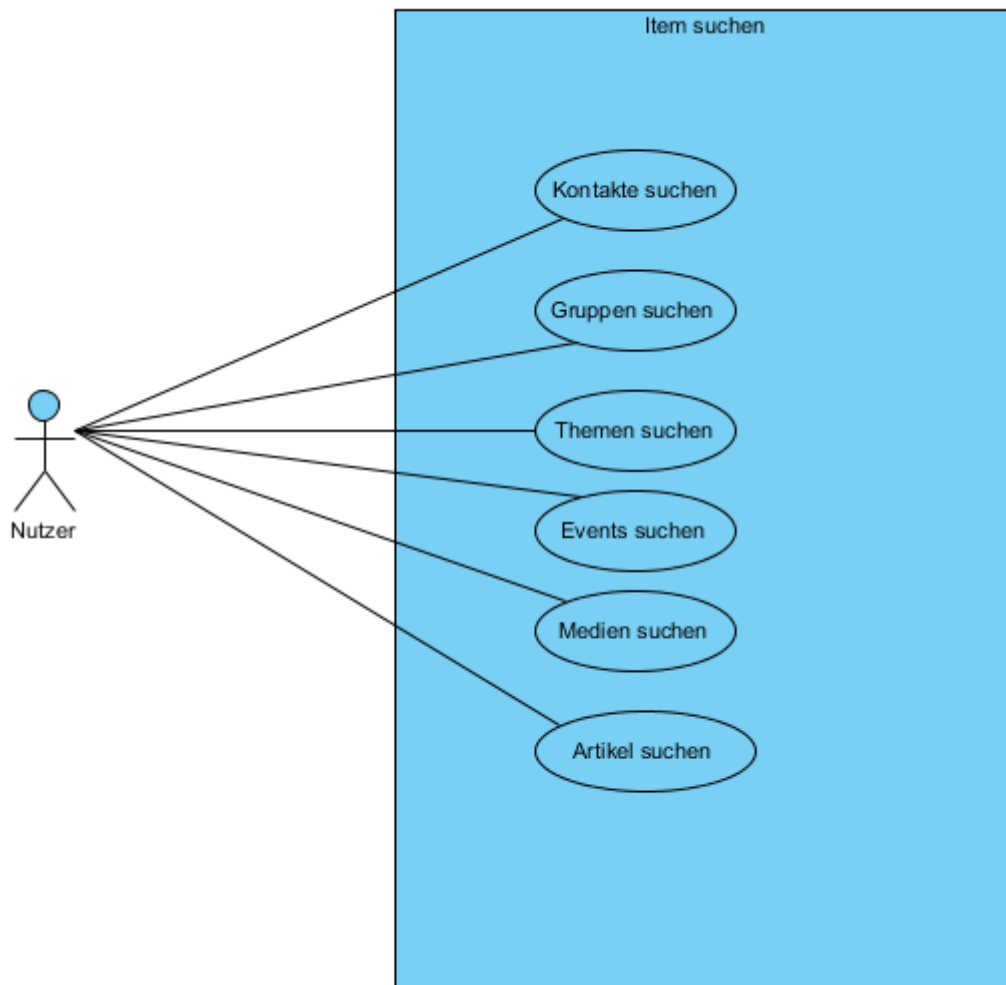 Item suchen
Kontakte suchen
Gruppen suchen
Themen suchen
Events suchen
Nutzer
Medien suchen
Artikel suchen